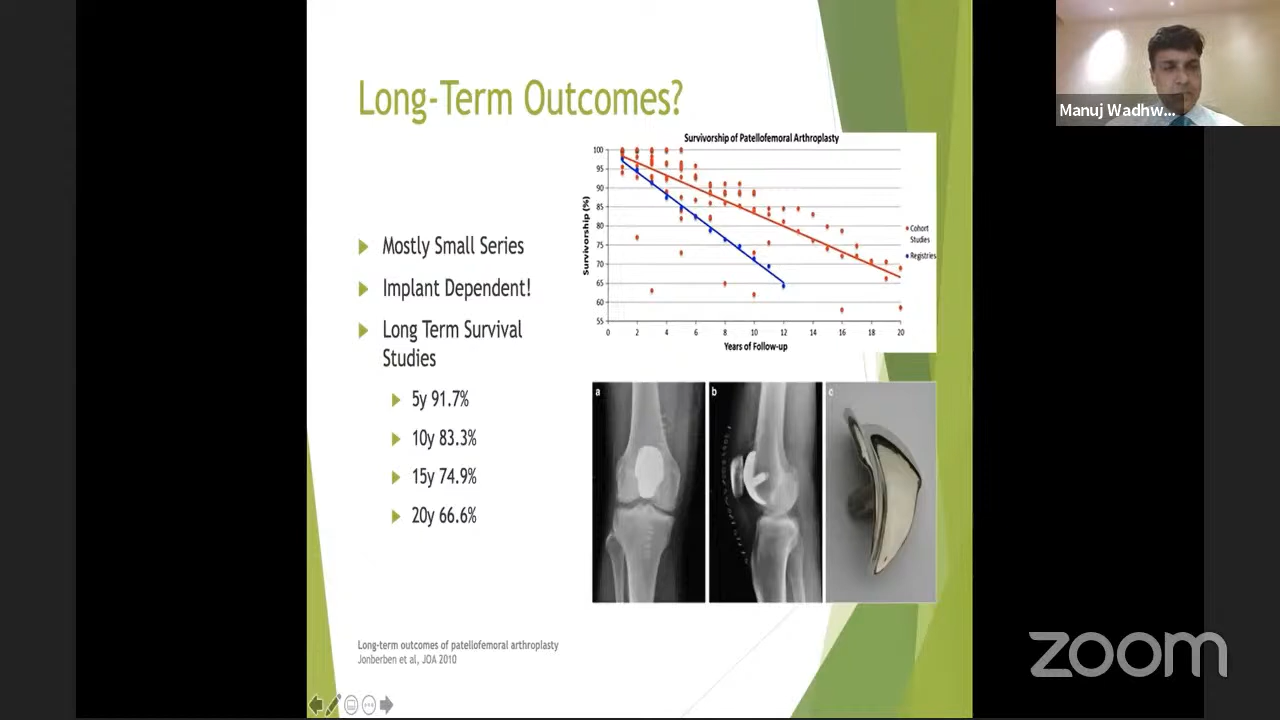 Long-Term Outcomes?
Mostly Small Series
Implant Dependent!
Long Term Survival
Studies
5y 91.7%
10y 83.3%
15y 74.9%
20y 66.6%
Survivorship of Patellofemoral Arthroplasty
Survivorship (%)
100
95
90
85
80
75
70
65
60
55
0 2 4 6 8 10 12 14 16 18 20
Years of Follow-up
Cohort
Studies
Registries
a b c
Long-term outcomes of patellofemoral arthroplasty
Jonberben et al, JOA 2010
Manuj Wadhw...
zoom